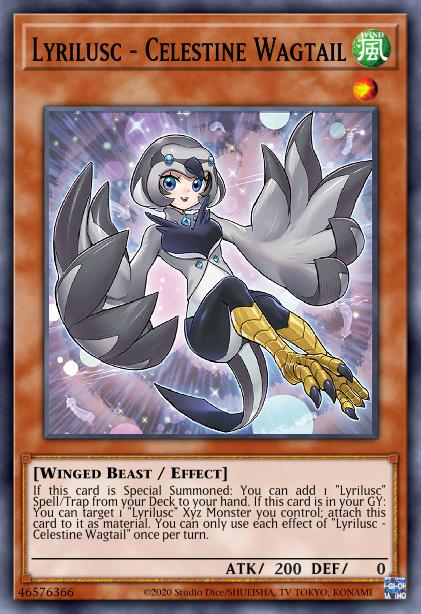 LYRILUSC - CELESTINE WAGTAIL
WIND
風
[WINGED BEAST / EFFECT]
If this card is Special Summoned: You can add 1 "Lyrilusc"
Spell/Trap from your Deck to your hand. If this card is in your GY:
You can target 1 "Lyrilusc" Xyz Monster you control; attach this
card to it as material. You can only use each effect of "Lyrilusc -
Celestine Wagtail" once per turn.
ATK/ 200 DEF/ 0
46576366 ©2020 Studio Dice/SHUEISHA, TV TOKYO, KONAMI